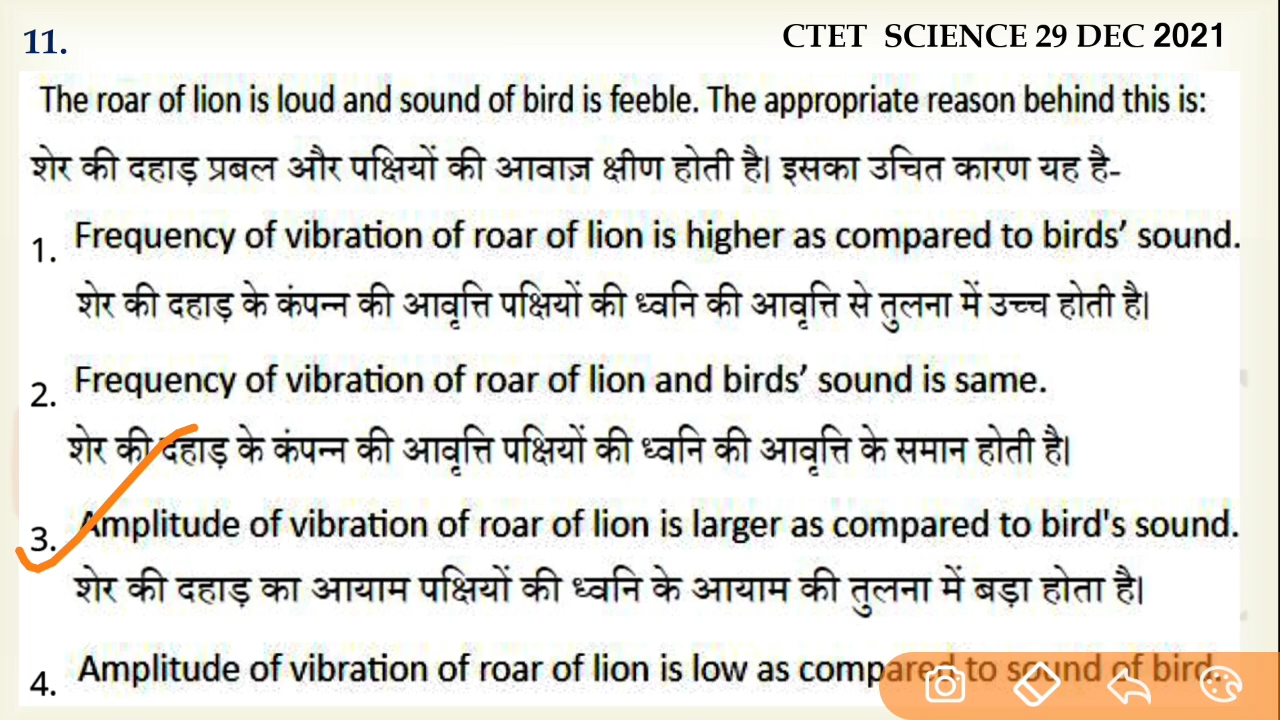 11.
CTET SCIENCE 29 DEC 2021
The roar of lion is loud and sound of bird is feeble. The appropriate reason behind this is:
शेर की दहाड़ प्रबल और पक्षियों की आवाज़ क्षीण होती है। इसका उचित कारण यह है-
1. Frequency of vibration of roar of lion is higher as compared to birds’ sound.
शेर की दहाड़ के कंपन्न की आवृत्ति पक्षियों की ध्वनि की आवृत्ति से तुलना में उच्च होती है।
2. Frequency of vibration of roar of lion and birds’ sound is same.
शेर की दहाड़ के कंपन्न की आवृत्ति पक्षियों की ध्वनि की आवृत्ति के समान होती है।
3. Amplitude of vibration of roar of lion is larger as compared to bird's sound.
शेर की दहाड़ का आयाम पक्षियों की ध्वनि के आयाम की तुलना में बड़ा होता है।
4. Amplitude of vibration of roar of lion is low as compared to sound of bird.